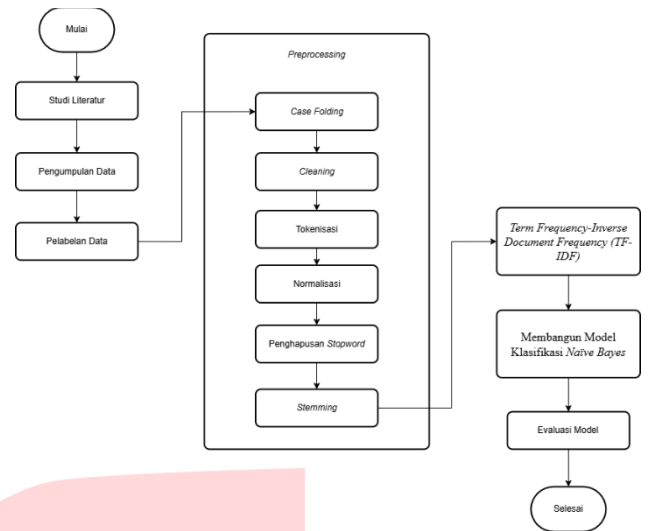 Mulai
Studi Literatur
Pengumpulan Data
Pelabelan Data
Preprocessing
Case Folding
Cleaning
Tokenisasi
Normalisasi
Penghapusan Stopword
Stemming
Term Frequency-Inverse
Document Frequency (TF-
IDF)
Membangun Model
Klasifikasi Naïve Bayes
Evaluasi Model
Selesai